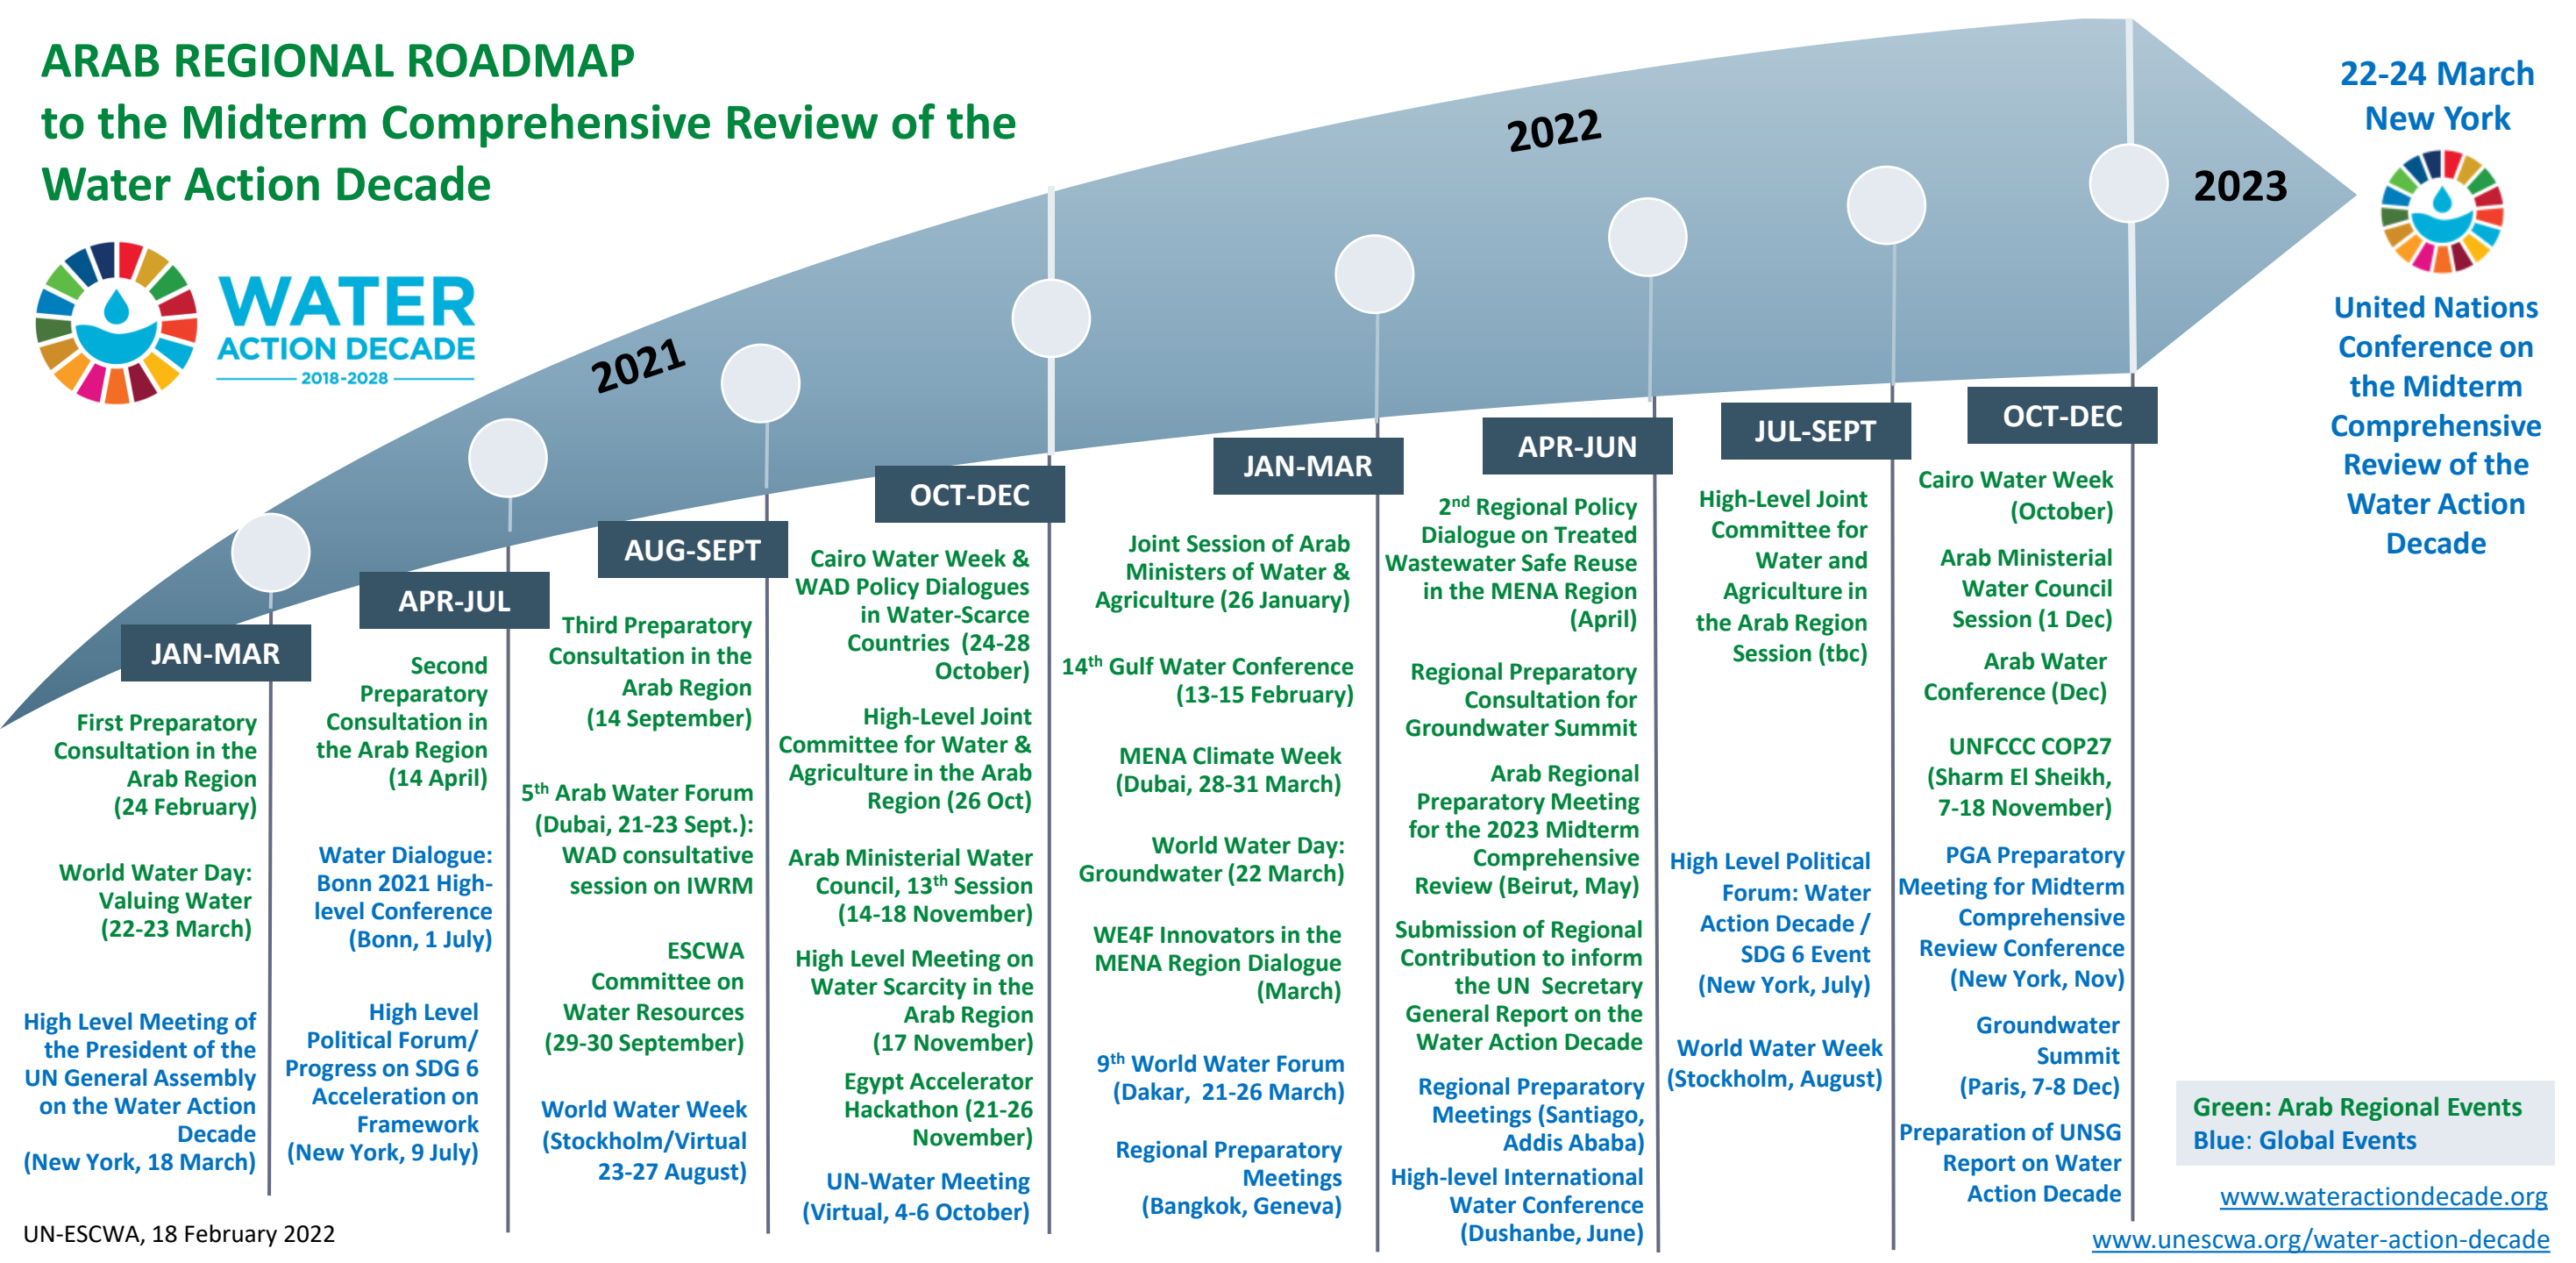 ARAB REGIONAL ROADMAP
to the Midterm Comprehensive Review of the
Water Action Decade
WATER
ACTION DECADE
2018-2028
2021
2022
2023
22-24 March
New York
United Nations
Conference on
the Midterm
Comprehensive
Review of the
Water Action
Decade
JAN-MAR
First Preparatory
Consultation in the
Arab Region
(24 February)
World Water Day:
Valuing Water
(22-23 March)
High Level Meeting of
the President of the
UN General Assembly
on the Water Action
Decade
(New York, 18 March)
APR-JUL
Second
Preparatory
Consultation in
the Arab Region
(14 April)
Water Dialogue:
Bonn 2021 High-
level Conference
(Bonn, 1 July)
High Level
Political Forum/
Progress on SDG 6
Acceleration on
Framework
(New York, 9 July)
AUG-SEPT
Third Preparatory
Consultation in the
Arab Region
(14 September)
5th Arab Water Forum
(Dubai, 21-23 Sept.):
WAD consultative
session on IWRM
ESCWA
Committee on
Water Resources
(29-30 September)
World Water Week
(Stockholm/Virtual
23-27 August)
OCT-DEC
Cairo Water Week &
WAD Policy Dialogues
in Water-Scarce
Countries (24-28
October)
High-Level Joint
Committee for Water &
Agriculture in the Arab
Region (26 Oct)
Arab Ministerial Water
Council, 13th Session
(14-18 November)
High Level Meeting on
Water Scarcity in the
Arab Region
(17 November)
Egypt Accelerator
Hackathon (21-26
November)
UN-Water Meeting
(Virtual, 4-6 October)
JAN-MAR
Joint Session of Arab
Ministers of Water &
Agriculture (26 January)
14th Gulf Water Conference
(13-15 February)
MENA Climate Week
(Dubai, 28-31 March)
World Water Day:
Groundwater (22 March)
WE4F Innovators in the
MENA Region Dialogue
(March)
9th World Water Forum
(Dakar, 21-26 March)
Regional Preparatory
Meetings
(Bangkok, Geneva)
APR-JUN
2nd Regional Policy
Dialogue on Treated
Wastewater Safe Reuse
in the MENA Region
(April)
Regional Preparatory
Consultation for
Groundwater Summit
Arab Regional
Preparatory Meeting
for the 2023 Midterm
Comprehensive
Review (Beirut, May)
Submission of Regional
Contribution to inform
the UN Secretary
General Report on the
Water Action Decade
Regional Preparatory
Meetings (Santiago,
Addis Ababa)
High-level International
Water Conference
(Dushanbe, June)
JUL-SEPT
High-Level Joint
Committee for
Water and
Agriculture in
the Arab Region
Session (tbc)
High Level Political
Forum: Water
Action Decade /
SDG 6 Event
(New York, July)
World Water Week
(Stockholm, August)
OCT-DEC
Cairo Water Week
(October)
Arab Ministerial
Water Council
Session (1 Dec)
Arab Water
Conference (Dec)
UNFCCC COP27
(Sharm El Sheikh,
7-18 November)
PGA Preparatory
Meeting for Midterm
Comprehensive
Review Conference
(New York, Nov)
Groundwater
Summit
(Paris, 7-8 Dec)
Preparation of UNSG
Report on Water
Action Decade
Green: Arab Regional Events
Blue: Global Events
www.wateractiondecade.org
www.unescwa.org/water-action-decade
UN-ESCWA, 18 February 2022